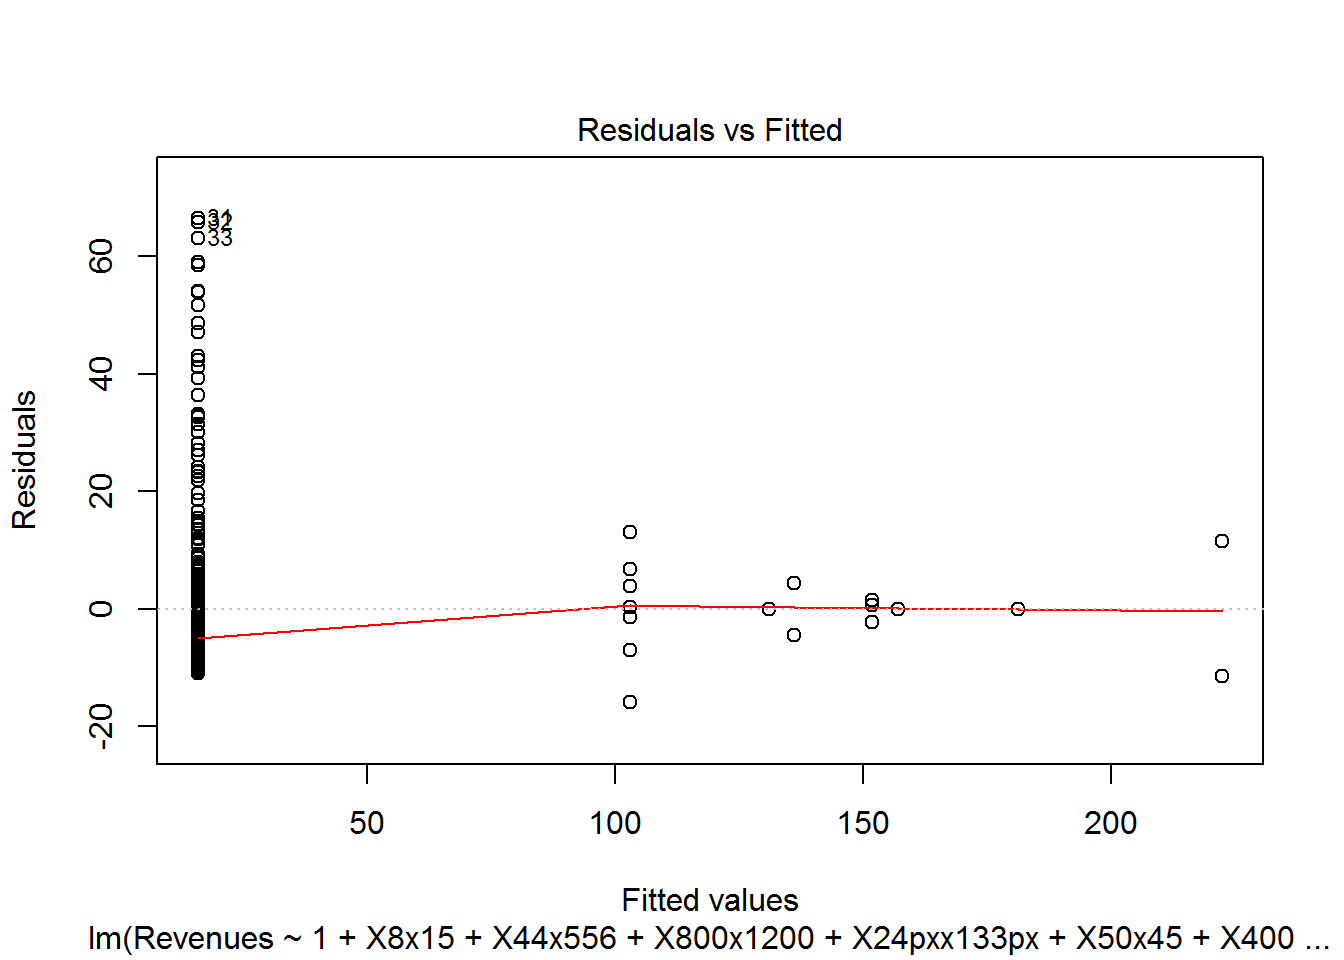 Residuals vs Fitted
Residuals
60
40
20
0
-20
33
50
100
150
200
Fitted values
lm(Revenues ~ 1 + X8x15 + X44x556 + X800x1200 + X24pxx133px + X50x45 + X400 ...